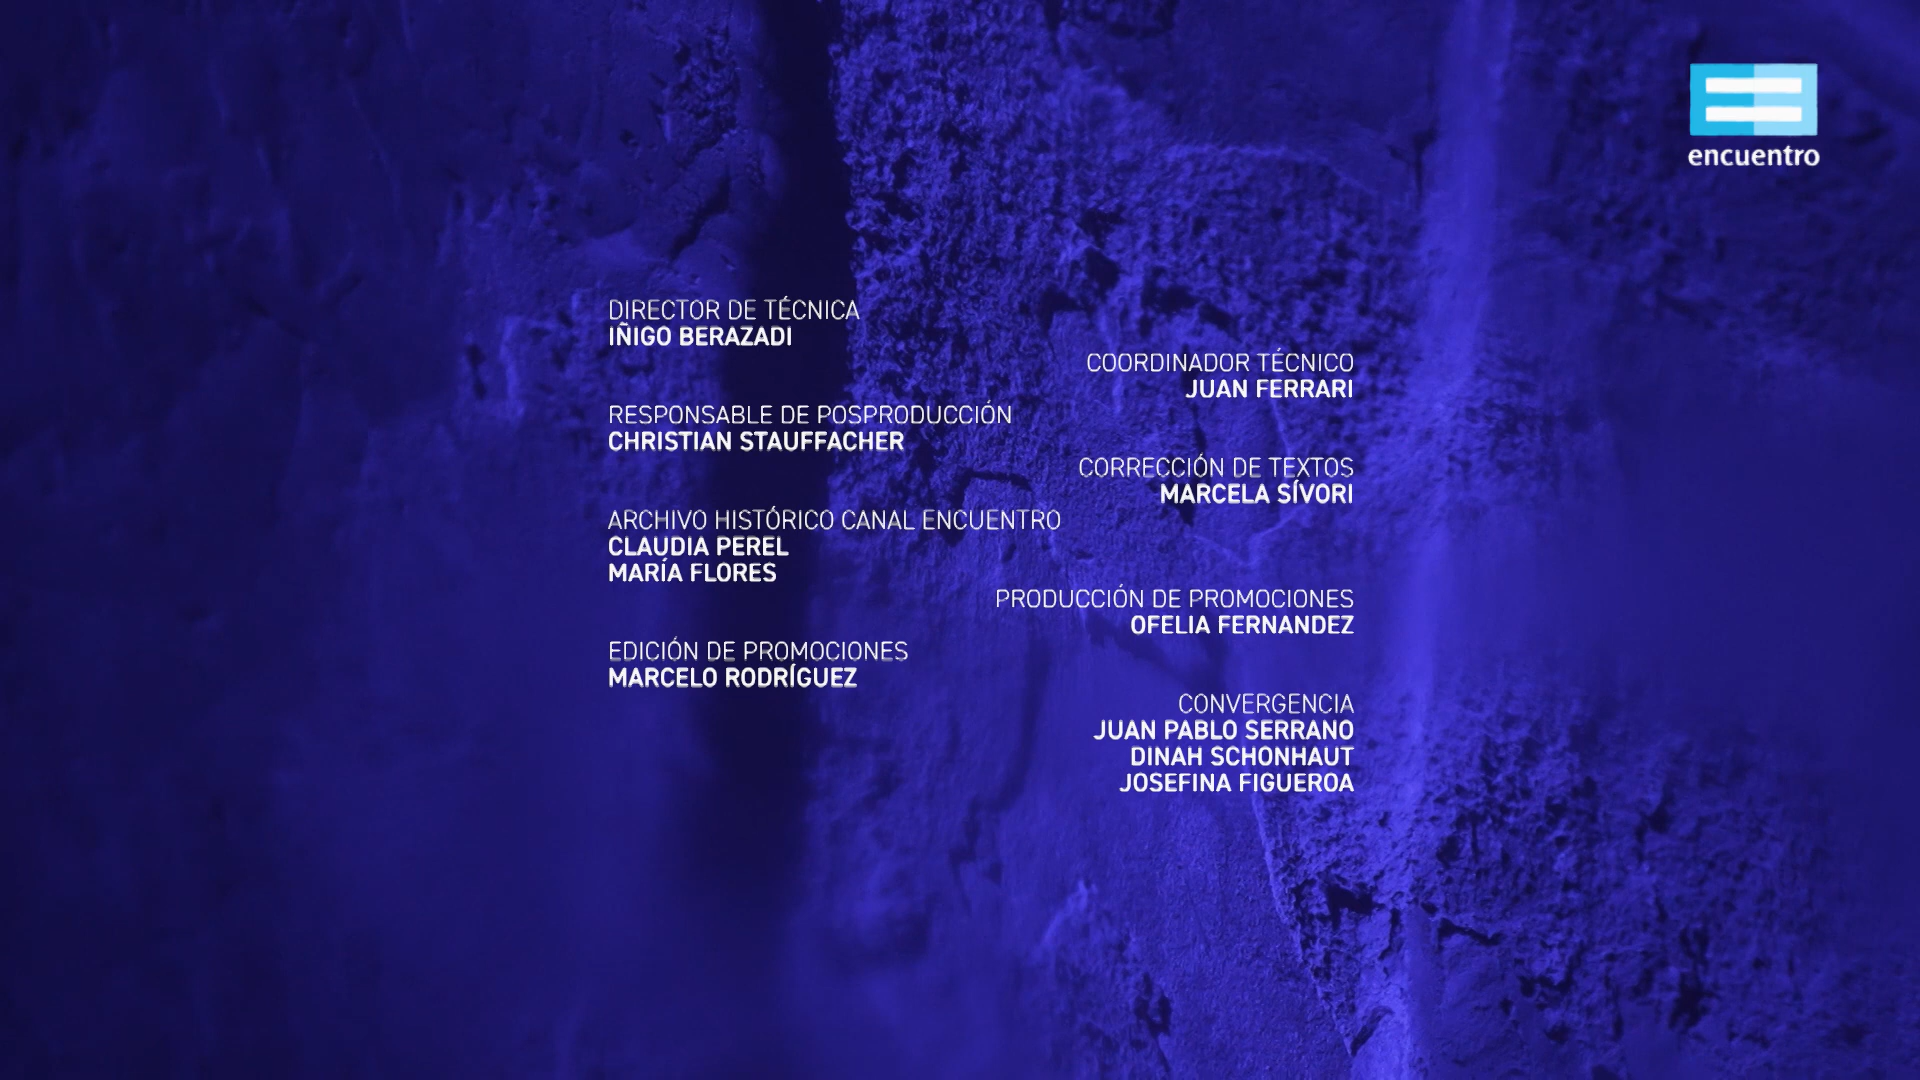 encuentro
DIRECTOR DE TÉCNICA
IÑIGO BERAZADI
COORDINADOR TÉCNICO
JUAN FERRARI
RESPONSABLE DE POSPRODUCCIÓN
CHRISTIAN STAUFFACHER
CORRECCIÓN DE TEXTOS
MARCELA SÍVORI
ARCHIVO HISTÓRICO CANAL ENCUENTRO
CLAUDIA PEREL
MARÍA FLORES
PRODUCCIÓN DE PROMOCIONES
OFELIA FERNANDEZ
EDICIÓN DE PROMOCIONES
MARCELO RODRÍGUEZ
CONVERGENCIA
JUAN PABLO SERRANO
DINAH SCHONHAUT
JOSEFINA FIGUEROA